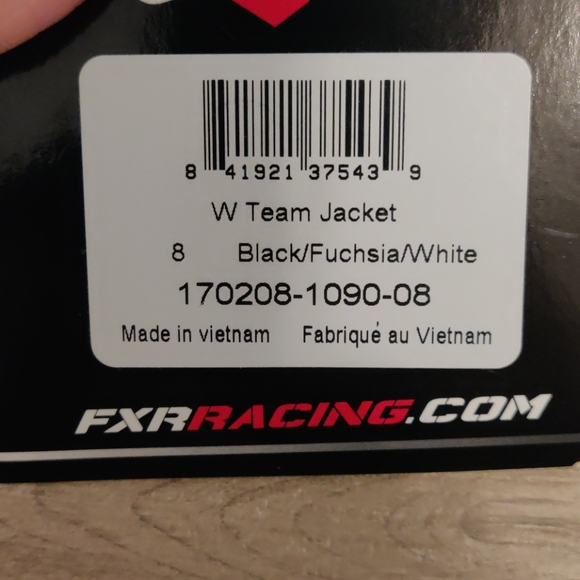 8 41921 37543 9
W Team Jacket
8 Black/Fuchsia/White
170208-1090-08
Made in vietnam Fabriqué au Vietnam
FXRRACING.COM